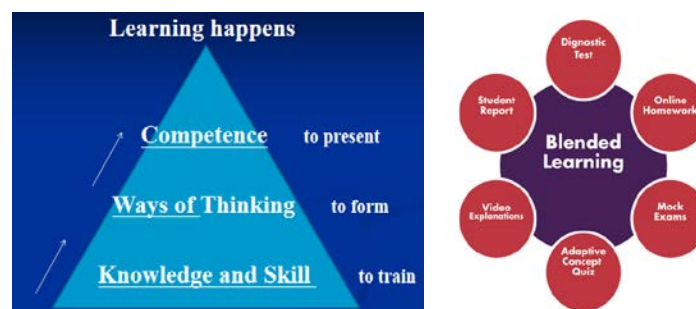 Learning happens
Competence to present
Ways of Thinking to form
Knowledge and Skill to train
Dignostic
Test
Student
Report
Online
Homework
Blended
Learning
Video
Explanations
Mock
Exams
Adaptive
Concept
Quiz